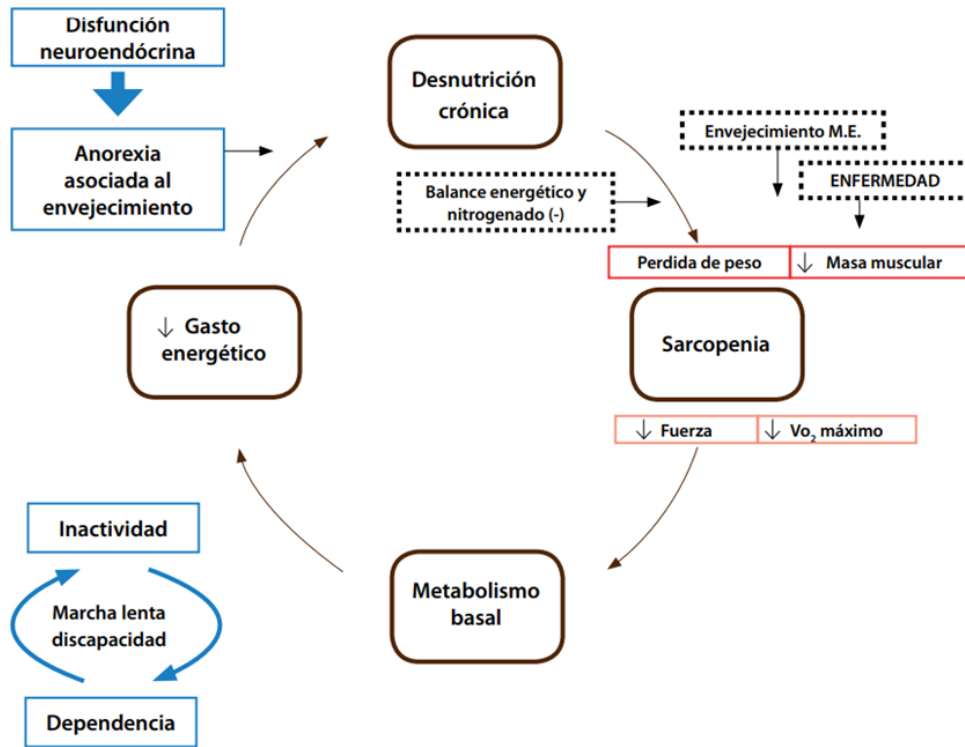 Disfunción
neuroendócrina
Anorexia
asociada al
envejecimiento
Desnutrición
crónica
Envejecimiento M.E.
ENFERMEDAD
Balance energético y
nitrogenado (-)
Perdida de peso
↓ Masa muscular
↓ Gasto
energético
Sarcopenia
↓ Fuerza
↓ Vo₂ máximo
Inactividad
Marcha lenta
discapacidad
Dependencia
Metabolismo
basal